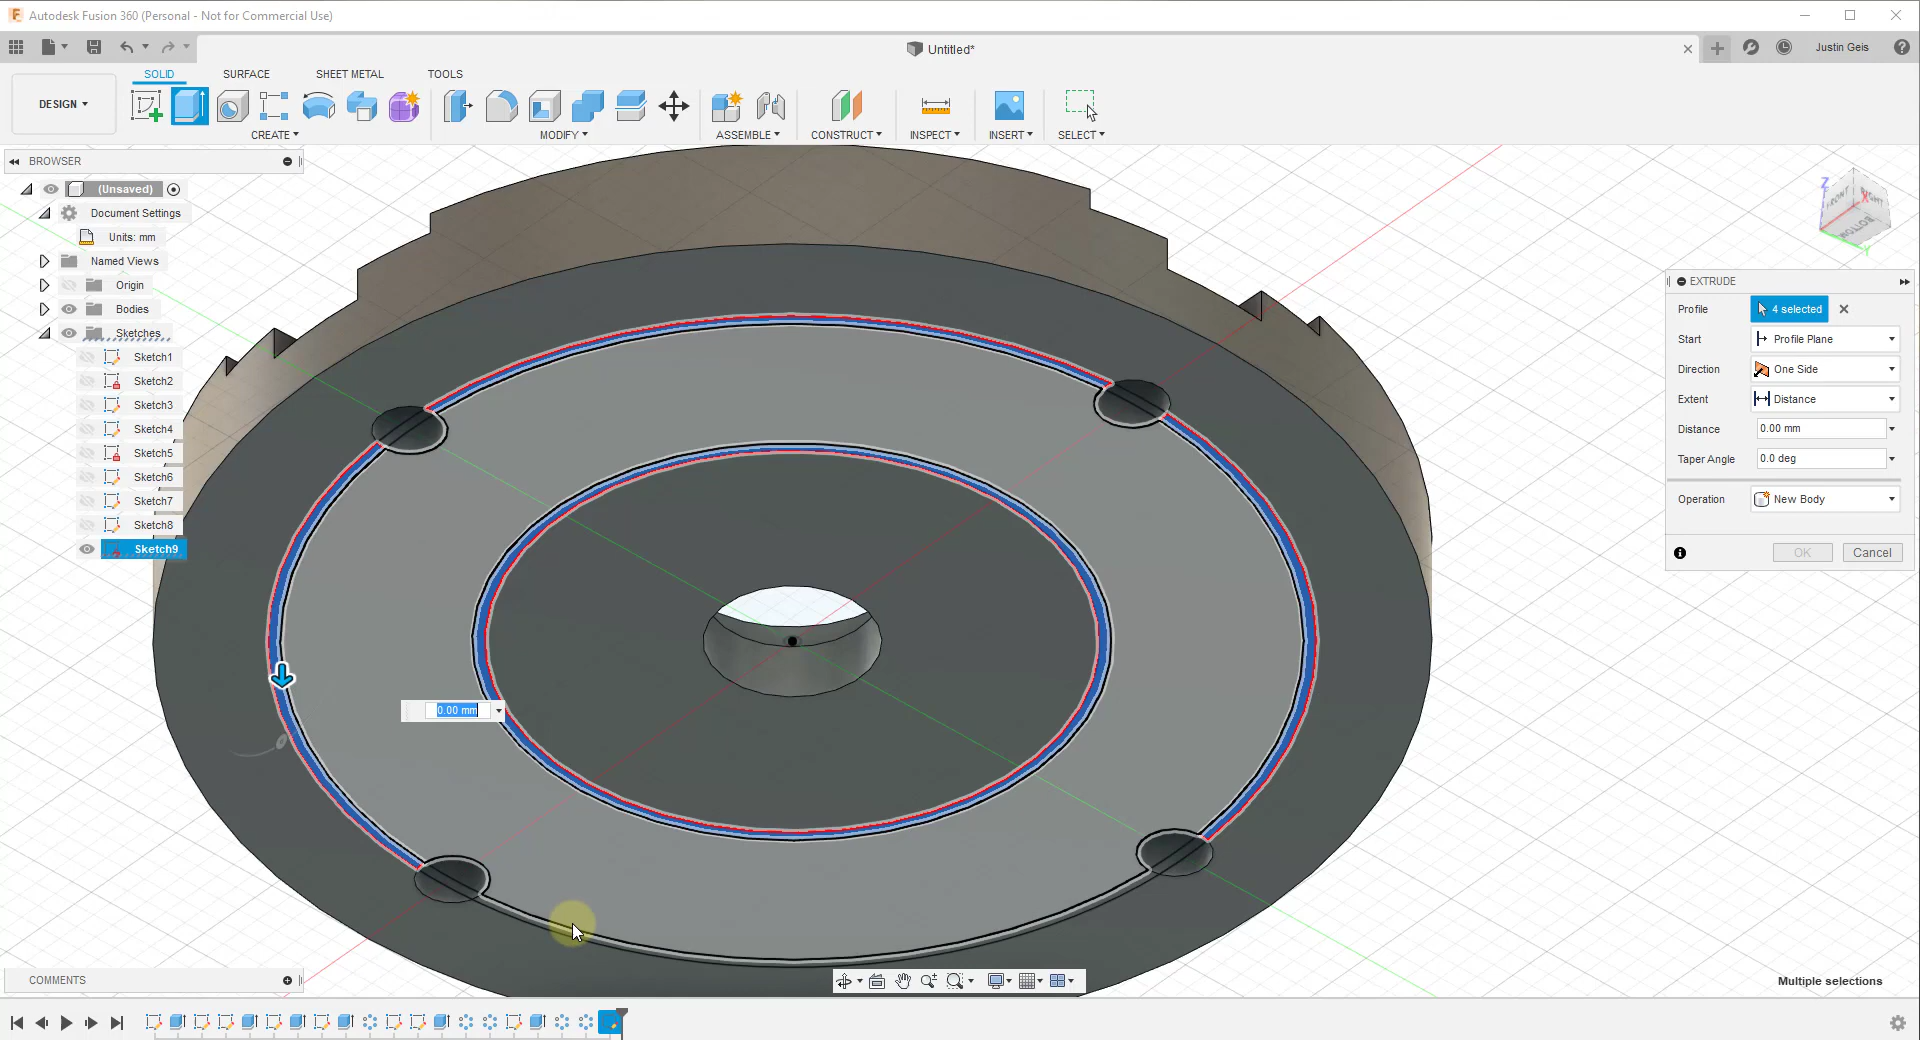 Autodesk Fusion 360 (Personal - Not for Commercial Use)
Untitled*
Justin Geis
DESIGN
SOLID
SURFACE
SHEET METAL
TOOLS
CREATE
MODIFY
ASSEMBLE
CONSTRUCT
INSPECT
INSERT
SELECT
BROWSER
(Unsaved)
Document Settings
Units: mm
Named Views
Origin
Bodies
Sketches
Sketch1
Sketch2
Sketch3
Sketch4
Sketch5
Sketch6
Sketch7
Sketch8
Sketch9
Z
FRONT
RIGHT
X
BOTTOM
Y
EXTRUDE
Profile 4 selected
Start Profile Plane
Direction One Side
Extent Distance
Distance 0.00 mm
Taper Angle 0.0 deg
Operation New Body
OK Cancel
0.00 mm
COMMENTS
Multiple selections